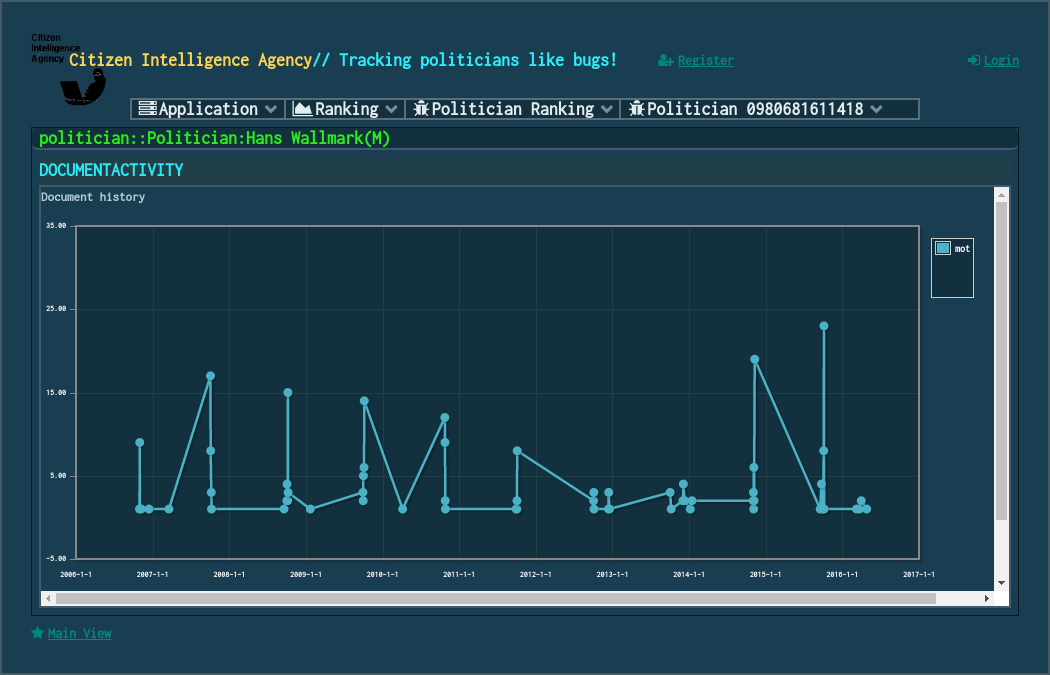 Citizen
Intelligence
Agency
Citizen Intelligence Agency// Tracking politicians like bugs!
Register
Login
Application
Ranking
Politician Ranking
Politician 0980681611418
politician::Politician:Hans Wallmark(M)
DOCUMENTACTIVITY
Document history
35.00
25.00
15.00
5.00
-5.00
mot
2006-1-1 2007-1-1 2008-1-1 2009-1-1 2010-1-1 2011-1-1 2012-1-1 2013-1-1 2014-1-1 2015-1-1 2016-1-1 2017-1-1
Main View